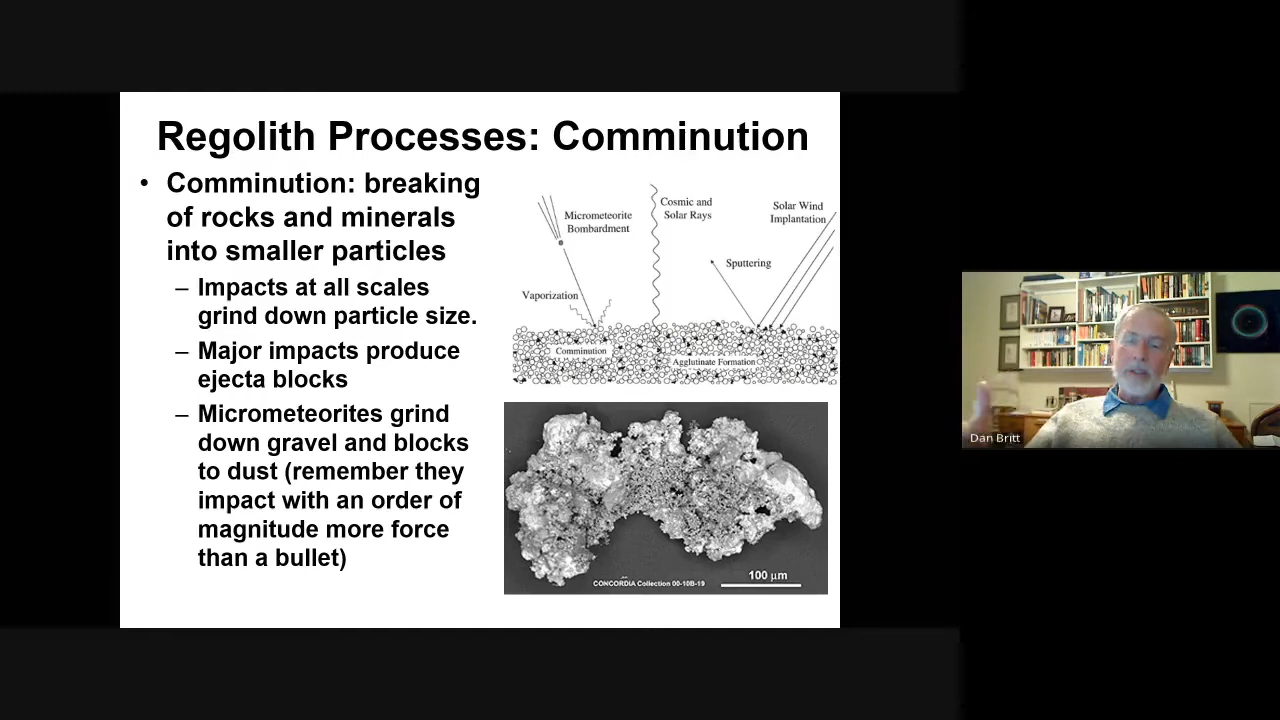 Regolith Processes: Comminution
• Comminution: breaking
of rocks and minerals
into smaller particles
– Impacts at all scales
grind down particle size.
– Major impacts produce
ejecta blocks
– Micrometeorites grind
down gravel and blocks
to dust (remember they
impact with an order of
magnitude more force
than a bullet)
Micrometeorite
Bombardment
Cosmic and
Solar Rays
Solar Wind
Implantation
Sputtering
Vaporization
Comminution
Agglutinate Formation
CONCORDIA Collection 00-10B-19
100 μm
Dan Britt